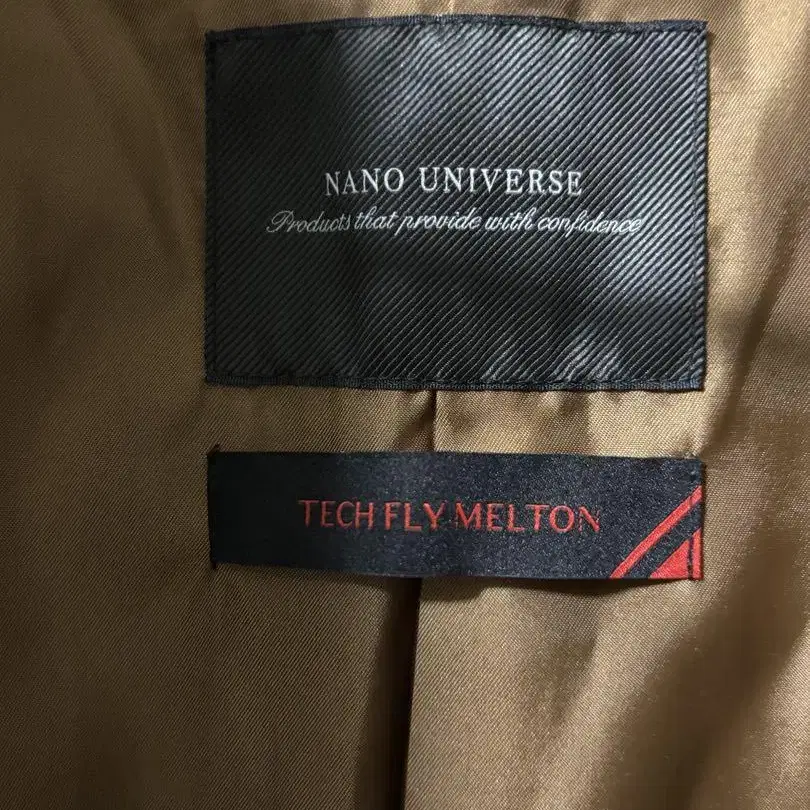 NANO UNIVERSE
Products that provide with confidence
TECH FLY MELTON